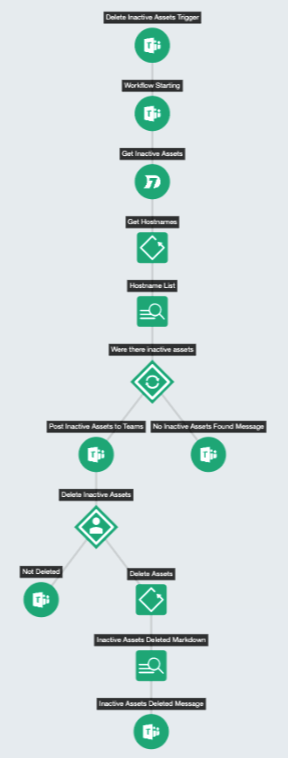 Delete Inactive Assets Trigger
Workflow Starting
Get Inactive Assets
Get Hostnames
Hostname List
Were there inactive assets
Post Inactive Assets to Teams
No Inactive Assets Found Message
Delete Inactive Assets
Not Deleted
Delete Assets
Inactive Assets Deleted Markdown
Inactive Assets Deleted Message